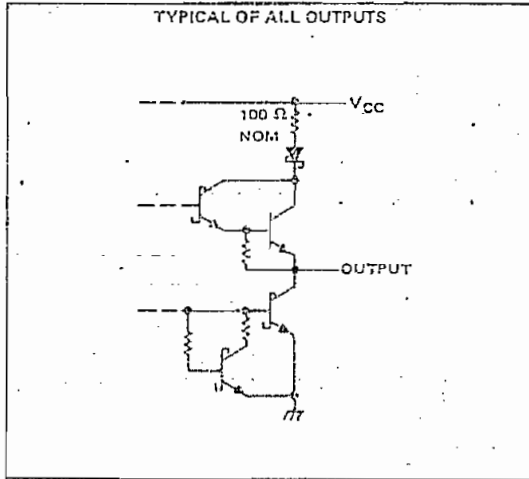 TYPICAL OF ALL OUTPUTS
VCC
100 Ω
NOM
OUTPUT